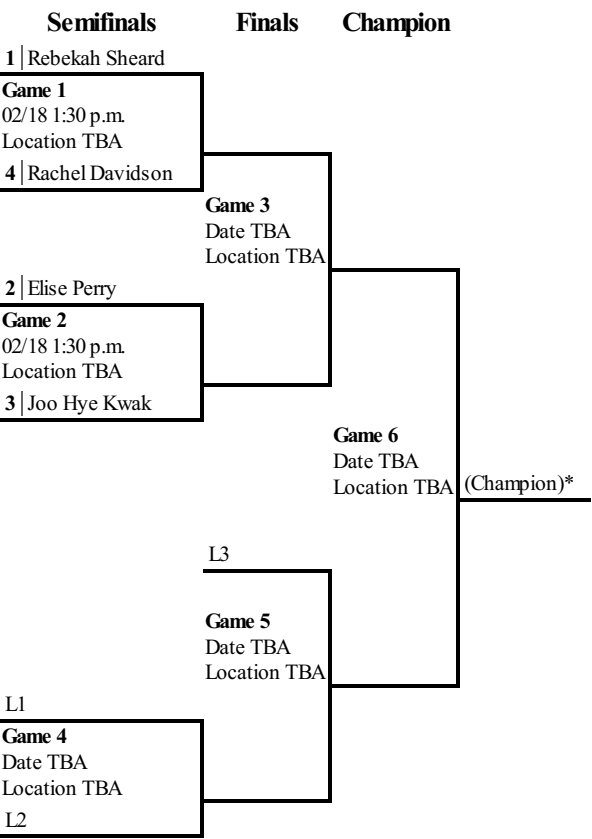 Semifinals Finals Champion
1 Rebekah Sheard
Game 1
02/18 1:30 p.m.
Location TBA
4 Rachel Davidson
Game 3
Date TBA
Location TBA
2 Elise Perry
Game 2
02/18 1:30 p.m.
Location TBA
3 Joo Hye Kwak
Game 6
Date TBA
Location TBA
(Champion)*
L3
Game 5
Date TBA
Location TBA
L1
Game 4
Date TBA
Location TBA
L2